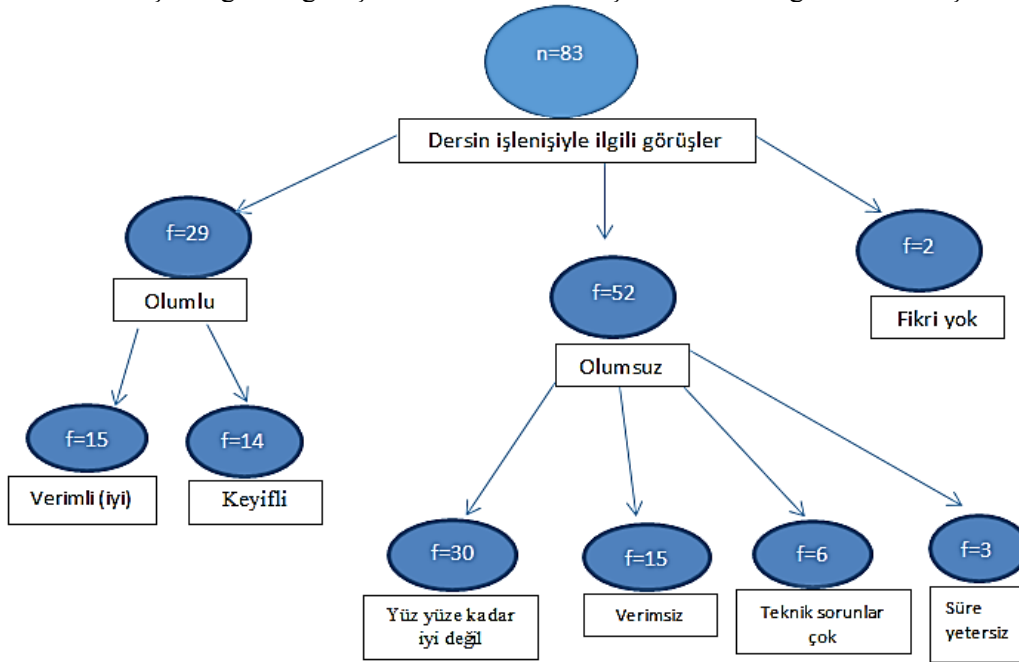 n=83
Dersin işlenişiyle ilgili görüşler
f=29
Olumlu
f=52
Olumsuz
f=2
Fikri yok
f=15
Verimli (iyi)
f=14
Keyifli
f=30
Yüz yüze kadar
iyi değil
f=15
Verimsiz
f=6
Teknik sorunlar
çok
f=3
Süre
yetersiz